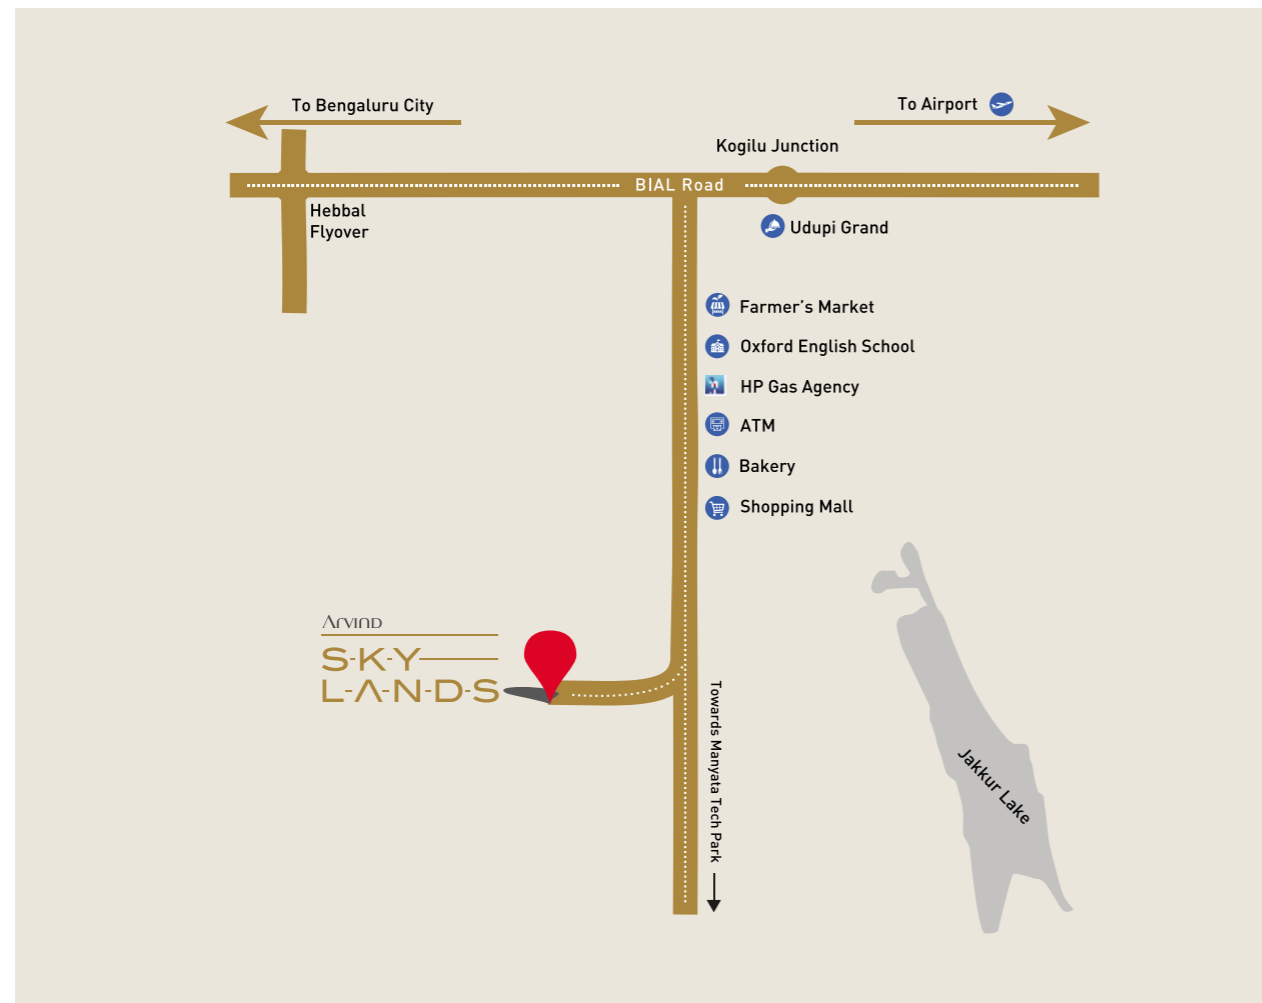 To Bengaluru City
To Airport
Kogilu Junction
BIAL Road
Hebbal
Flyover
Udupi Grand
Farmer's Market
Oxford English School
HP Gas Agency
ATM
Bakery
Shopping Mall
ARVIND
S-K-Y
L-A-N-D-S
Towards Manyata Tech Park
Jakkur Lake